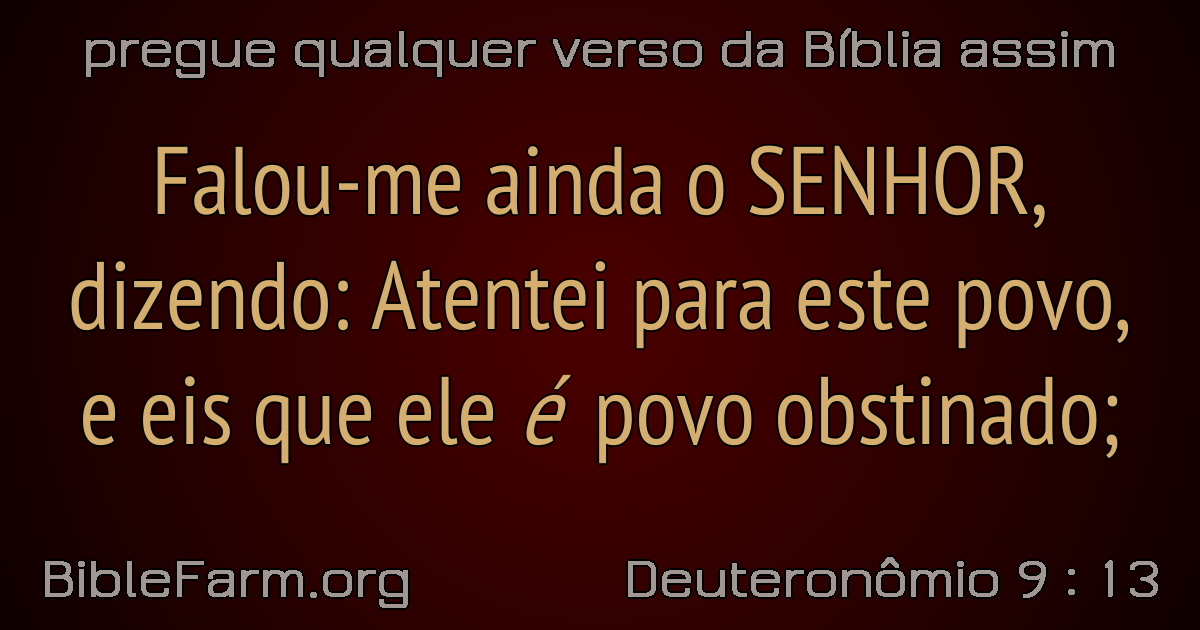 pregue qualquer verso da Bíblia assim
Falou-me ainda o SENHOR,
dizendo: Atentei para este povo,
e eis que ele é povo obstinado;
BibleFarm.org
Deuteronômio 9 : 13